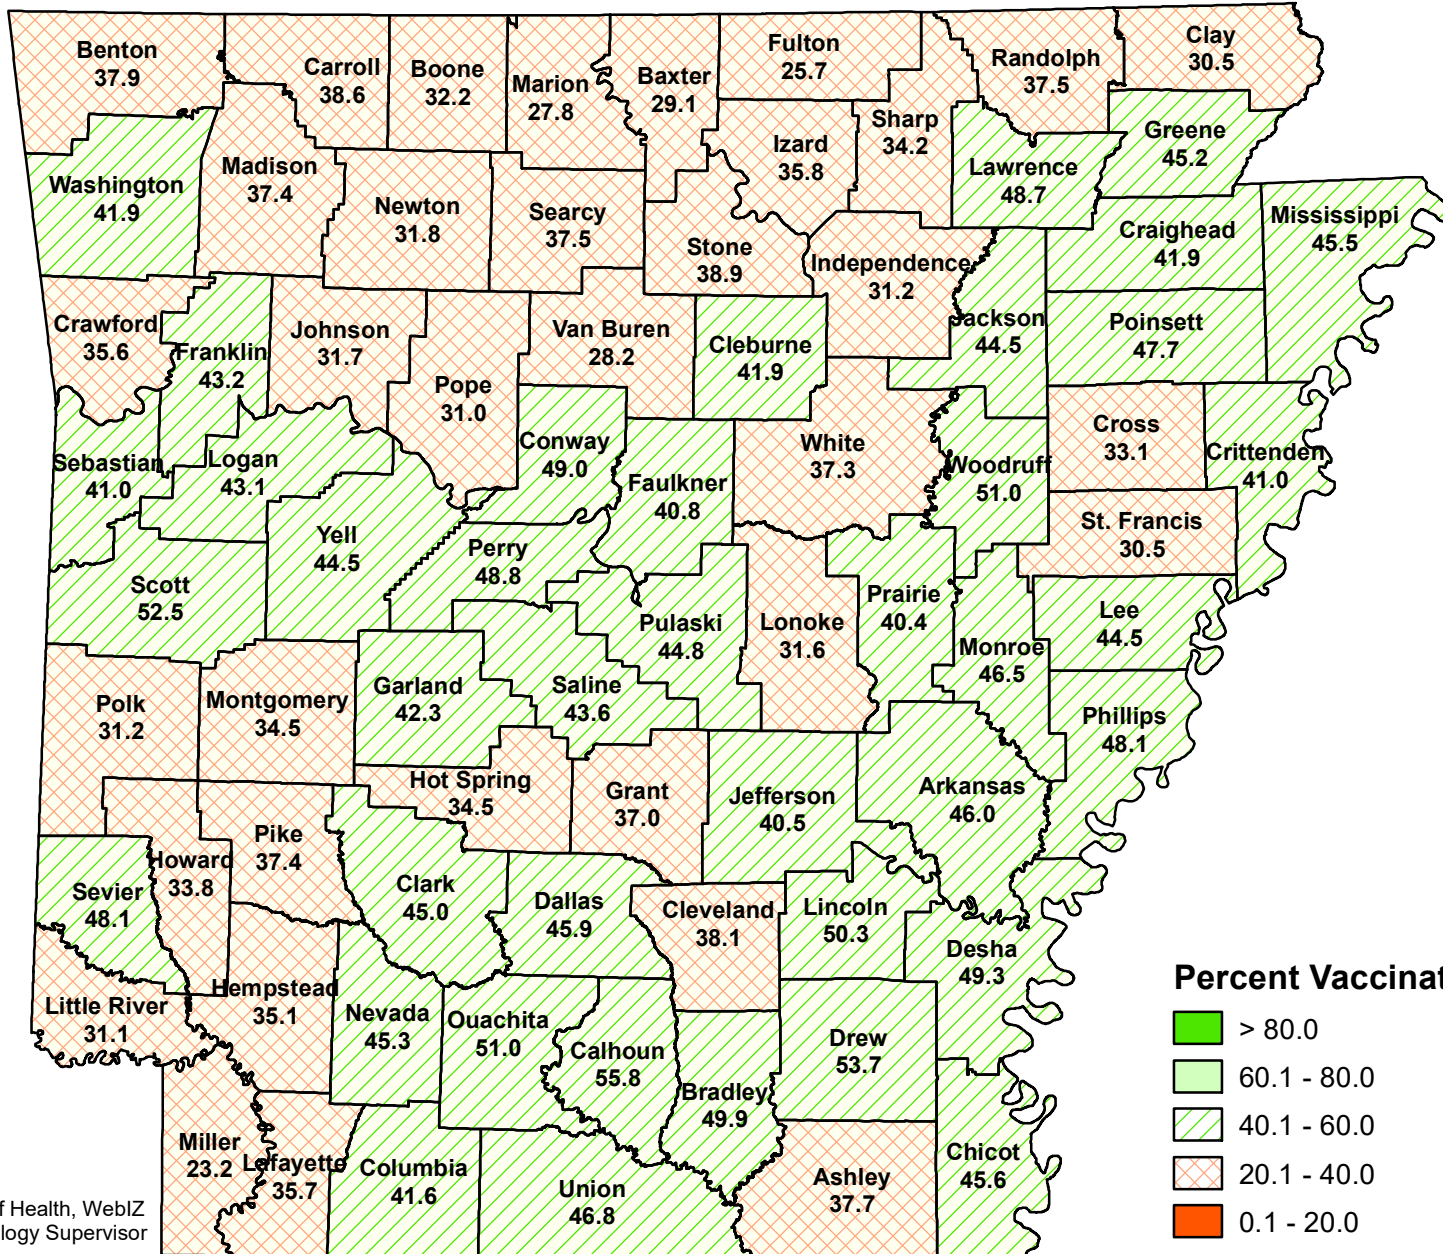 Benton
37.9
Carroll
38.6
Boone
32.2
Marion
27.8
Baxter
29.1
Fulton
25.7
Randolph
37.5
Clay
30.5
Sharp
34.2
Izard
35.8
Greene
45.2
Lawrence
48.7
Washington
41.9
Madison
37.4
Newton
31.8
Searcy
37.5
Stone
38.9
Independence
31.2
Craighead
41.9
Mississippi
45.5
Crawford
35.6
Franklin
43.2
Johnson
31.7
Pope
31.0
Van Buren
28.2
Cleburne
41.9
Jackson
44.5
Poinsett
47.7
Sebastian
41.0
Logan
43.1
Conway
49.0
Faulkner
40.8
White
37.3
Woodruff
51.0
Cross
33.1
Crittenden
41.0
St. Francis
30.5
Scott
52.5
Yell
44.5
Perry
48.8
Pulaski
44.8
Lonoke
31.6
Prairie
40.4
Monroe
46.5
Lee
44.5
Polk
31.2
Montgomery
34.5
Garland
42.3
Saline
43.6
Phillips
48.1
Hot Spring
34.5
Grant
37.0
Jefferson
40.5
Arkansas
46.0
Sevier
48.1
Howard
33.8
Pike
37.4
Clark
45.0
Dallas
45.9
Cleveland
38.1
Lincoln
50.3
Desha
49.3
Little River
31.1
Hempstead
35.1
Nevada
45.3
Ouachita
51.0
Calhoun
55.8
Bradley
49.9
Drew
53.7
Miller
23.2
Lafayette
35.7
Columbia
41.6
Union
46.8
Ashley
37.7
Chicot
45.6
Percent Vaccinat
> 80.0
60.1 - 80.0
40.1 - 60.0
20.1 - 40.0
0.1 - 20.0
f Health, WebIZ
logy Supervisor